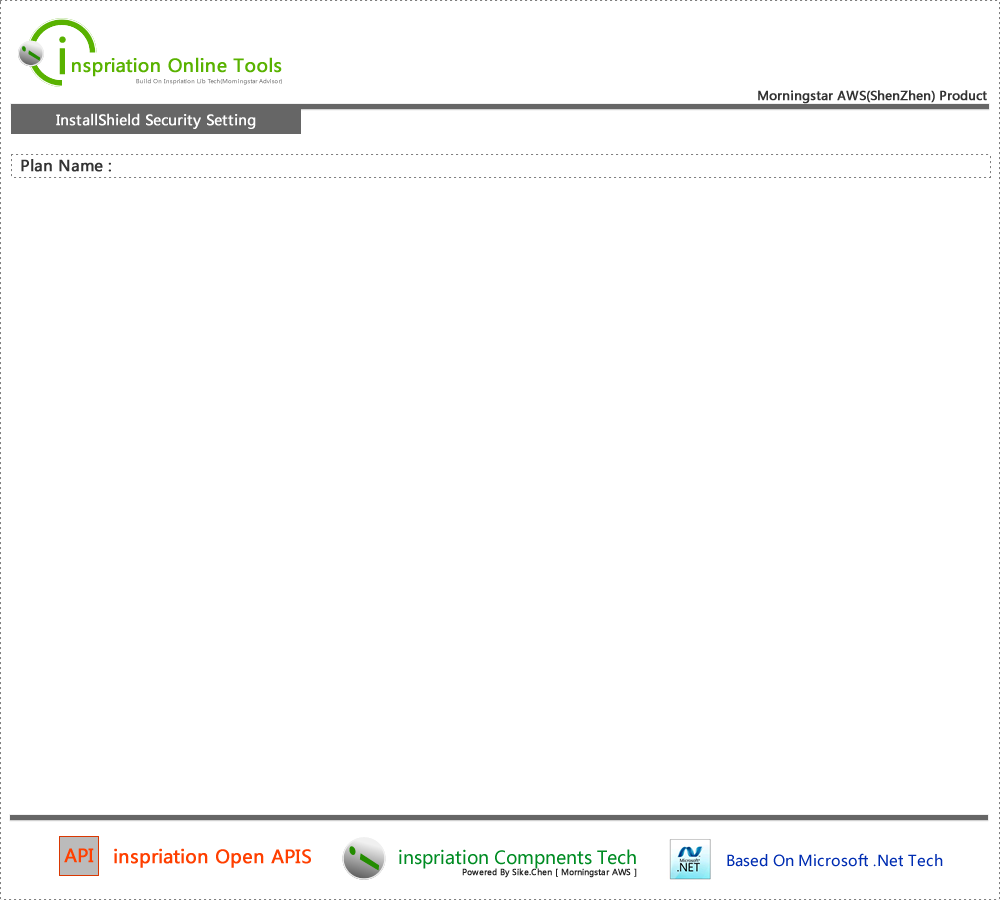 inspriation Online Tools
Build On Inspriation Lib Tech(Morningstar Advisor)
Morningstar AWS(ShenZhen) Product
InstallShield Security Setting
Plan Name :
API inspriation Open APIS
inspriation Compnents Tech
Powered By Sike.Chen [ Morningstar AWS ]
Microsoft .NET
Based On Microsoft .Net Tech